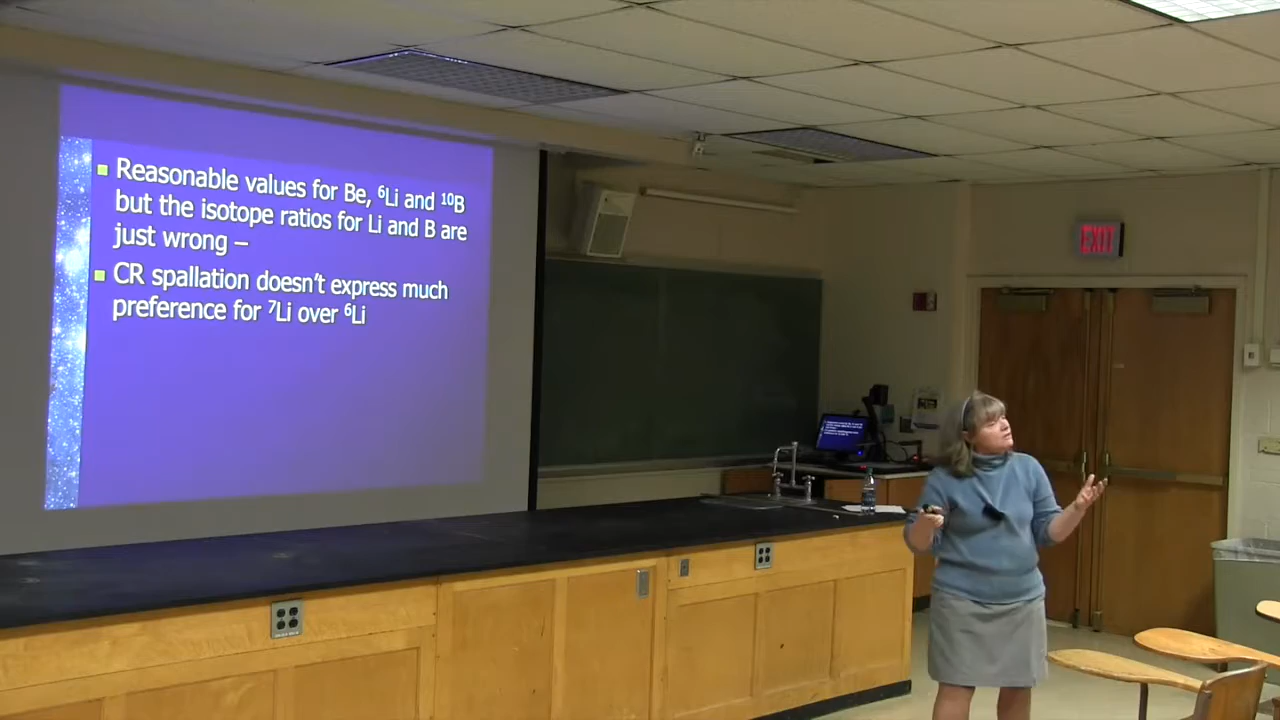 Reasonable values for Be, ⁶Li and ¹⁰B
but the isotope ratios for Li and B are
just wrong –
CR spallation doesn't express much
preference for ⁷Li over ⁶Li
EXIT